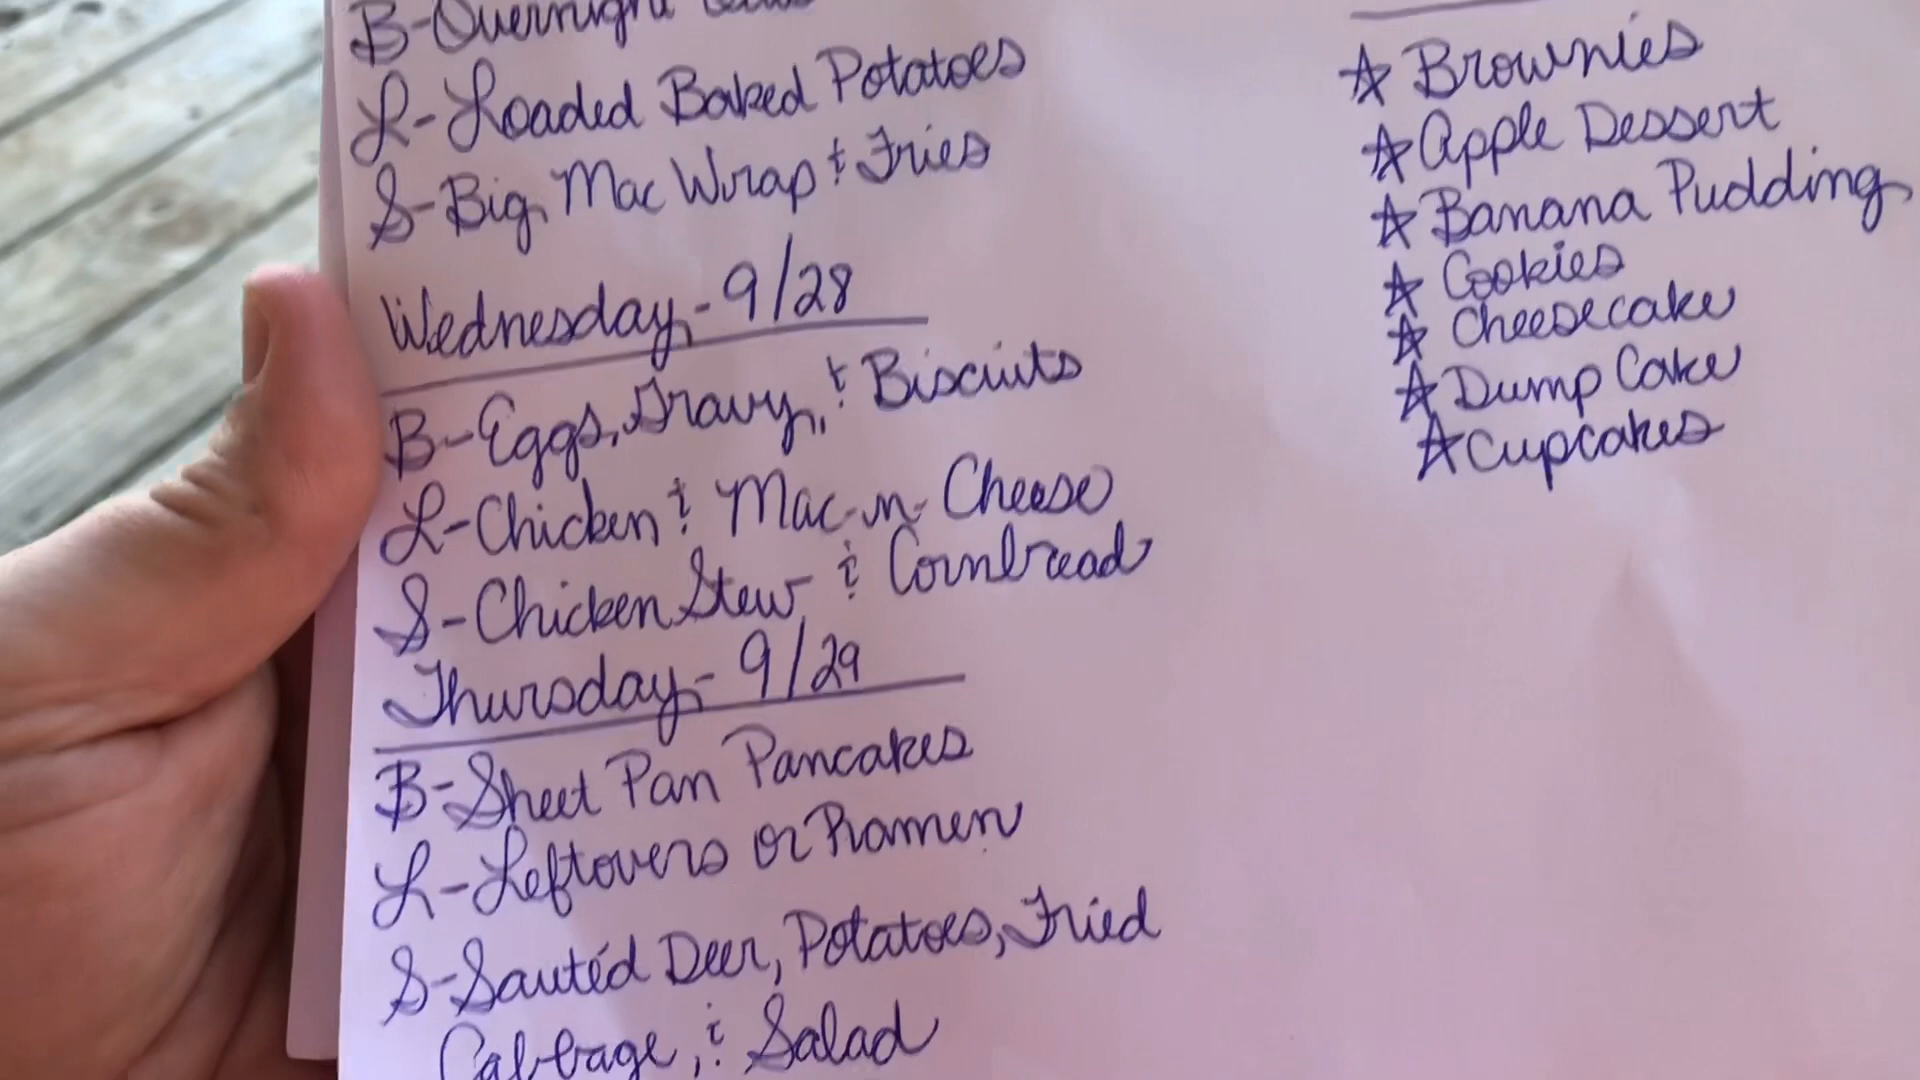 B-Overnight
L-Loaded Baked Potatoes
S-Big Mac Wrap & Fries
Wednesday-9/28
B-Eggs, Gravy, & Biscuits
L-Chicken & Mac-n-Cheese
S-Chicken Stew & Cornbread
Thursday-9/29
B-Sheet Pan Pancakes
L-Leftovers or Ramen
S-Sautéd Deer, Potatoes, Fried
Cabbage, & Salad
☆ Brownies
☆ Apple Dessert
☆ Banana Pudding
☆ Cookies
☆ Cheesecake
☆ Dump Cake
☆ Cupcakes